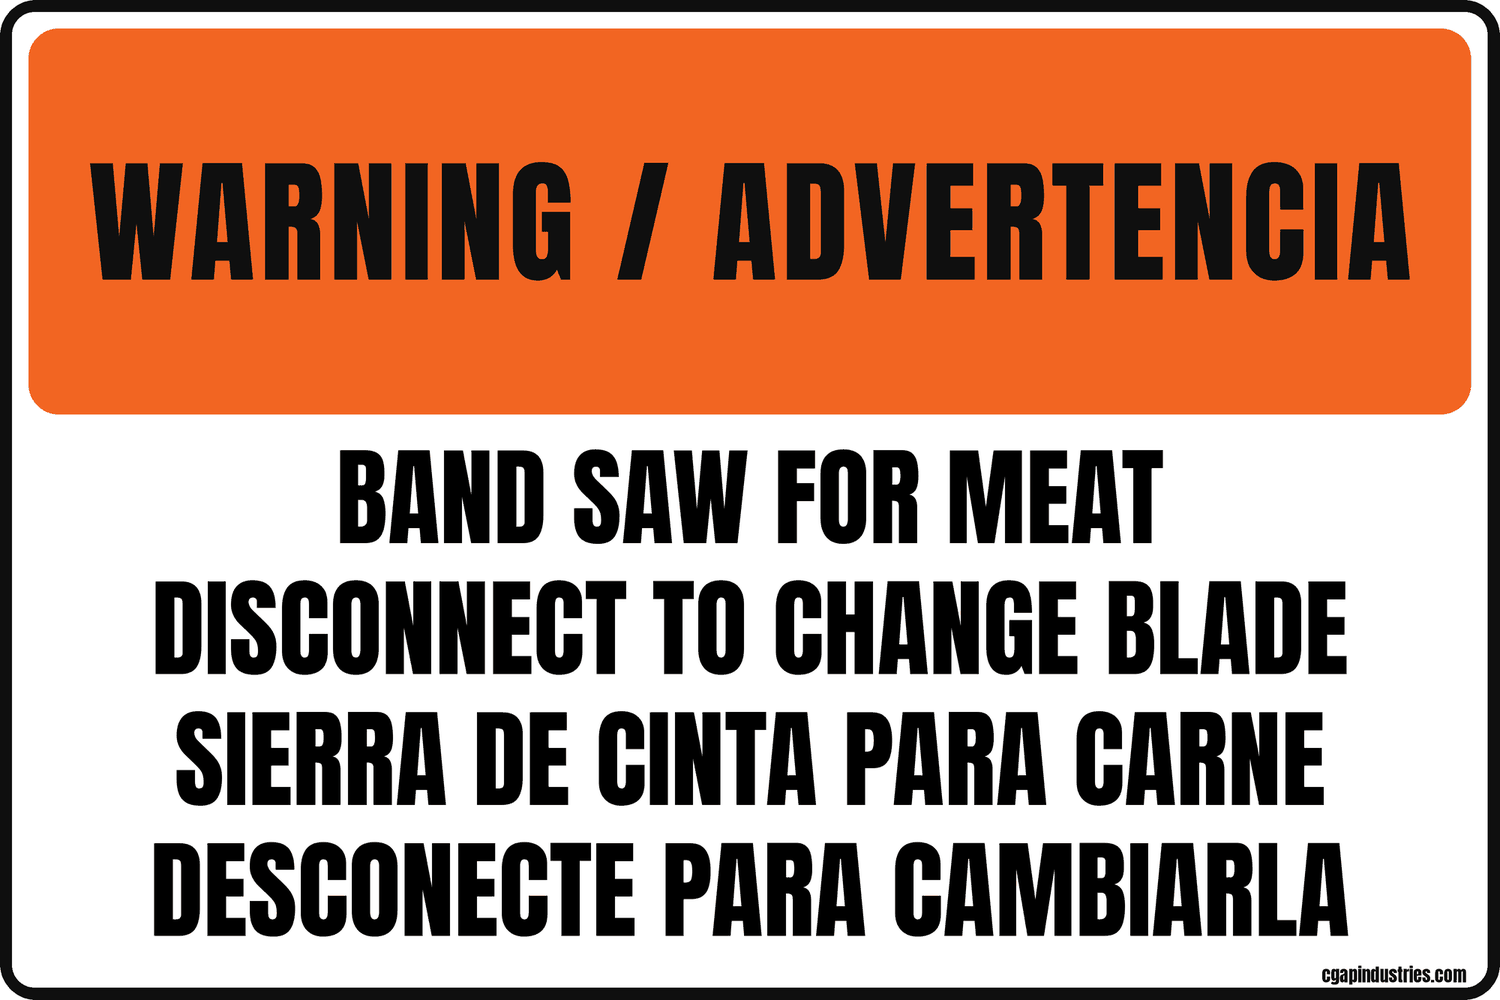 WARNING / ADVERTENCIA
BAND SAW FOR MEAT
DISCONNECT TO CHANGE BLADE
SIERRA DE CINTA PARA CARNE
DESCONECTE PARA CAMBIARLA
cgapindustries.com